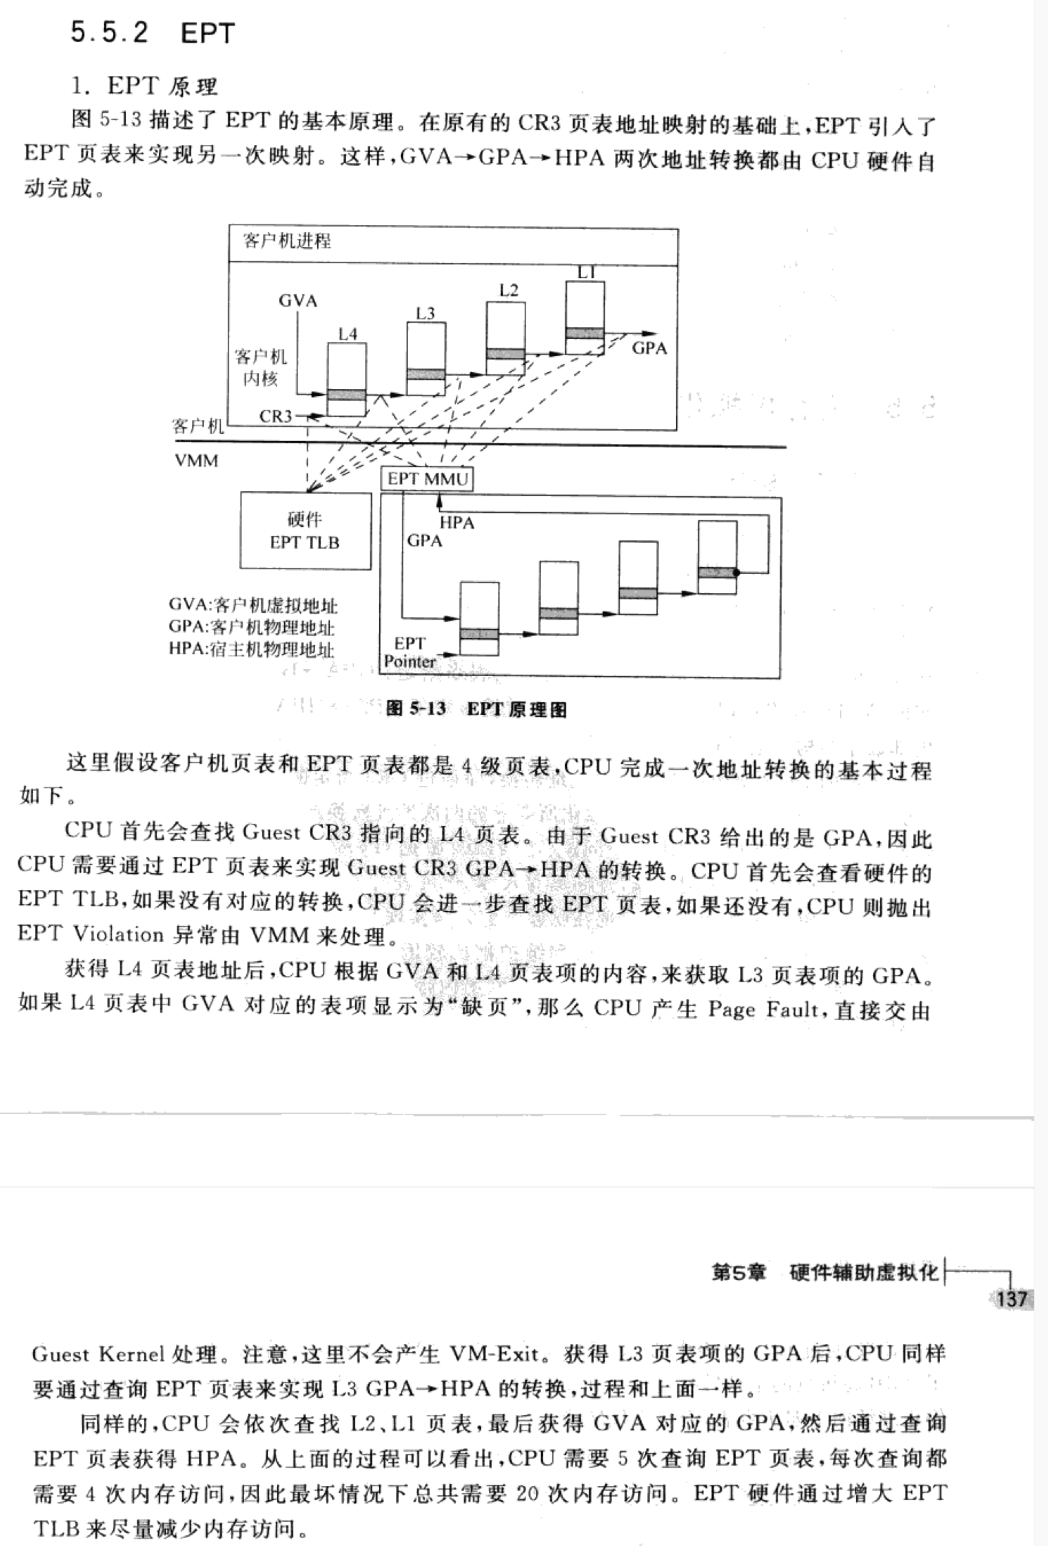 5.5.2 EPT
1. EPT 原理
图 5-13 描述了 EPT 的基本原理。在原有的 CR3 页表地址映射的基础上,EPT 引入了
EPT 页表来实现另一次映射。这样,GVA→GPA→HPA 两次地址转换都由 CPU 硬件自
动完成。
客户机进程
L1
L2
L3
L4
GVA
GPA
客户机
内核
CR3
客户机
VMM
EPT MMU
硬件
EPT TLB
HPA
GPA
GVA:客户机虚拟地址
GPA:客户机物理地址
HPA:宿主机物理地址
EPT
Pointer
图 5-13 EPT 原理图
这里假设客户机页表和 EPT 页表都是 4 级页表,CPU 完成一次地址转换的基本过程
如下。
CPU 首先会查找 Guest CR3 指向的 L4 页表。由于 Guest CR3 给出的是 GPA,因此
CPU 需要通过 EPT 页表来实现 Guest CR3 GPA→HPA 的转换。CPU 首先会查看硬件的
EPT TLB,如果没有对应的转换,CPU 会进一步查找 EPT 页表,如果还没有,CPU 则抛出
EPT Violation 异常由 VMM 来处理。
获得 L4 页表地址后,CPU 根据 GVA 和 L4 页表项的内容,来获取 L3 页表项的 GPA。
如果 L4 页表中 GVA 对应的表项显示为“缺页”,那么 CPU 产生 Page Fault,直接交由
第5章 硬件辅助虚拟化
137
Guest Kernel 处理。注意,这里不会产生 VM-Exit。获得 L3 页表项的 GPA 后,CPU 同样
要通过查询 EPT 页表来实现 L3 GPA→HPA 的转换,过程和上面一样。
同样的,CPU 会依次查找 L2、L1 页表,最后获得 GVA 对应的 GPA,然后通过查询
EPT 页表获得 HPA。从上面的过程可以看出,CPU 需要 5 次查询 EPT 页表,每次查询都
需要 4 次内存访问,因此最坏情况下总共需要 20 次内存访问。EPT 硬件通过增大 EPT
TLB 来尽量减少内存访问。